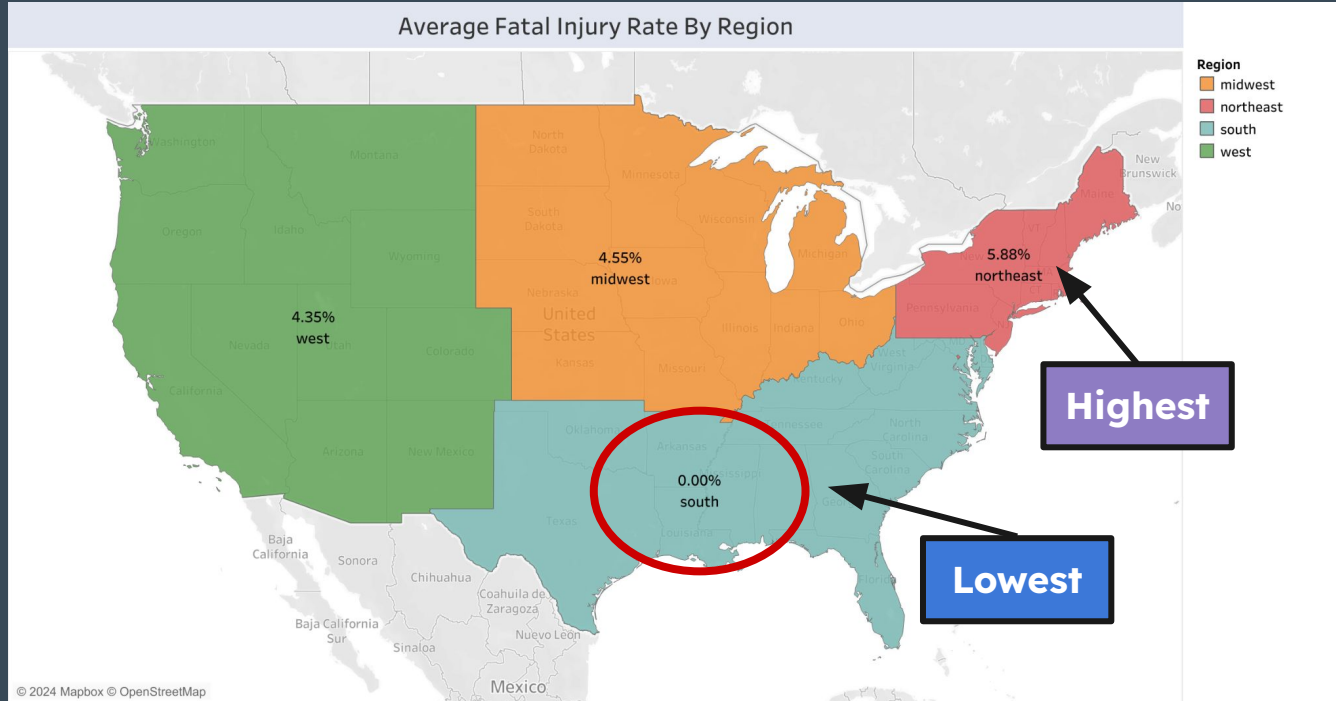 Average Fatal Injury Rate By Region
Region
midwest
northeast
south
west
Washington
Montana
North
Dakota
Minnesota
New
Brunswick
Maine
No
Oregon
Idaho
South
Dakota
Wisconsin
VT
Wyoming
Michigan
4.55%
midwest
5.88%
northeast
Nebraska
Pennsylvania
4.35%
west
United
States
Illinois
Indiana
Ohio
Nevada
Colorado
Kansas
Missouri
West
Virginia
California
Highest
Oklahoma
Arkansas
North
Carolina
Arizona
New Mexico
South
Carolina
Mississippi
0.00%
south
Texas
Louisiana
Lowest
Baja
California
Sonora
Chihuahua
Florida
Coahuila de
Zaragoza
Baja California
Sur
Nuevo León
Sinaloa
Mexico
© 2024 Mapbox © OpenStreetMap